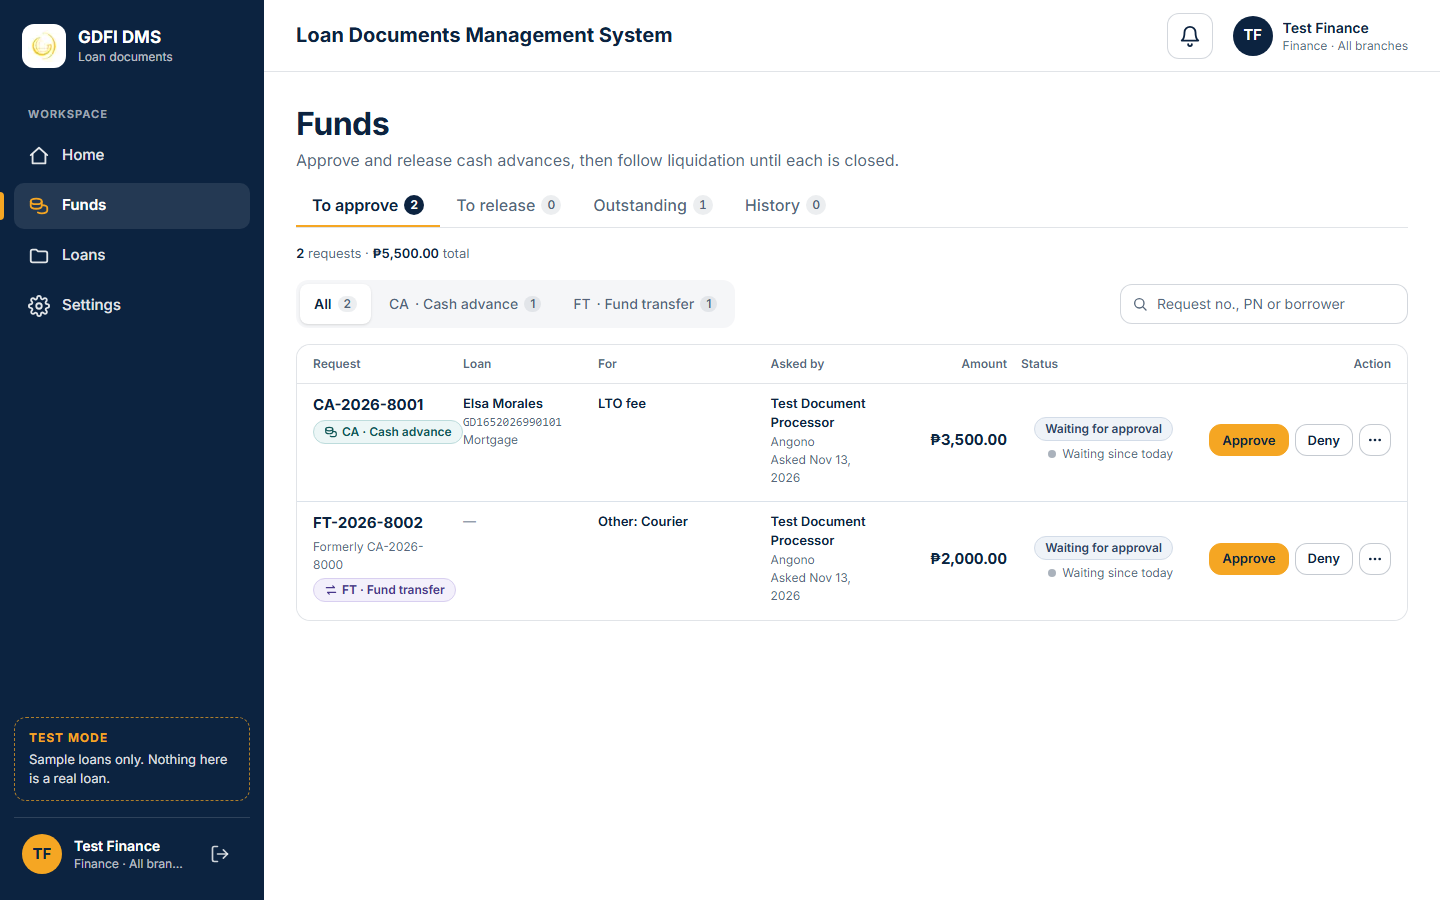 GDFI DMS
Loan documents
WORKSPACE
Home
Funds
Loans
Settings
TEST MODE
Sample loans only. Nothing here
is a real loan.
TF
Test Finance
Finance · All bran...
Loan Documents Management System
TF
Test Finance
Finance · All branches
Funds
Approve and release cash advances, then follow liquidation until each is closed.
To approve 2
To release 0
Outstanding 1
History 0
2 requests · ₱5,500.00 total
All 2
CA · Cash advance 1
FT · Fund transfer 1
Request no., PN or borrower
Request
Loan
For
Asked by
Amount
Status
Action
CA-2026-8001
CA · Cash advance
Elsa Morales
GD1652026990101
Mortgage
LTO fee
Test Document
Processor
Angono
Asked Nov 13,
2026
₱3,500.00
Waiting for approval
Waiting since today
Approve
Deny
...
FT-2026-8002
Formerly CA-2026-
8000
FT · Fund transfer
—
Other: Courier
Test Document
Processor
Angono
Asked Nov 13,
2026
₱2,000.00
Waiting for approval
Waiting since today
Approve
Deny
...